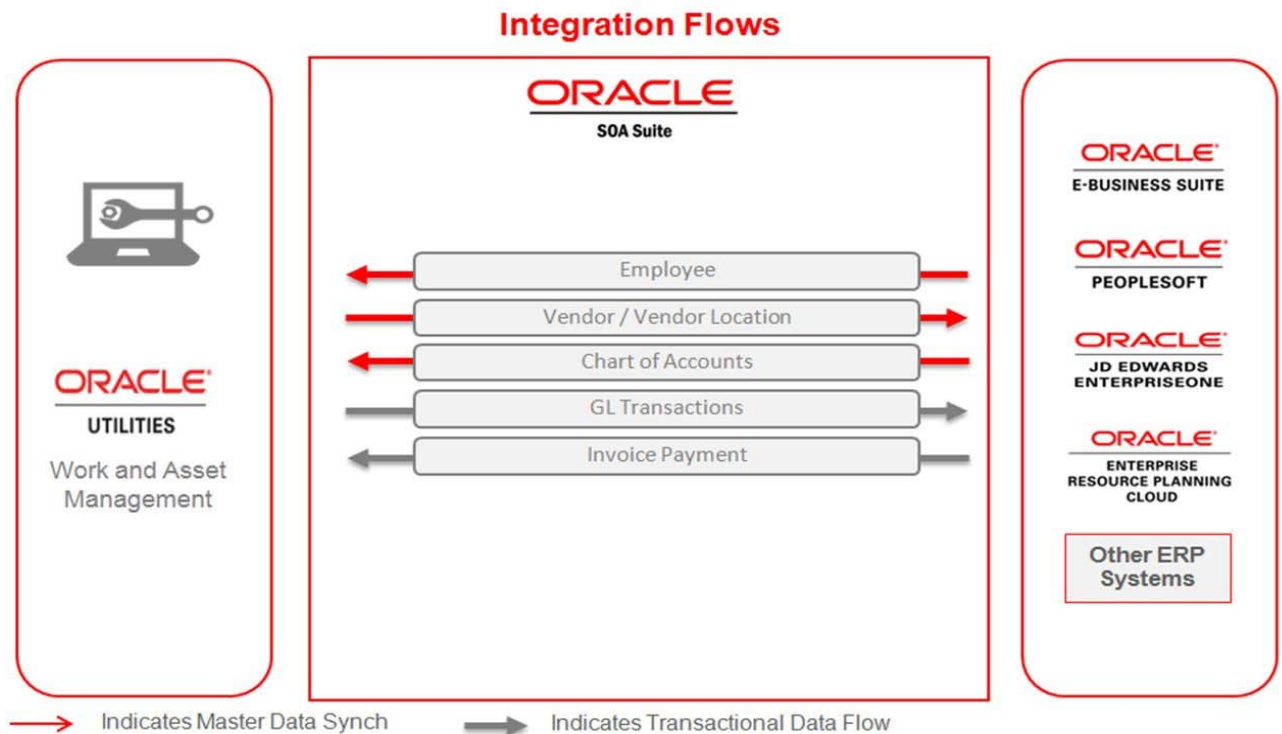 Integration Flows
ORACLE
SOA Suite
ORACLE
UTILITIES
Work and Asset
Management
Employee
Vendor / Vendor Location
Chart of Accounts
GL Transactions
Invoice Payment
ORACLE
E-BUSINESS SUITE
ORACLE
PEOPLESOFT
ORACLE
JD EDWARDS
ENTERPRISEONE
ORACLE
ENTERPRISE
RESOURCE PLANNING
CLOUD
Other ERP
Systems
Indicates Master Data Synch
Indicates Transactional Data Flow